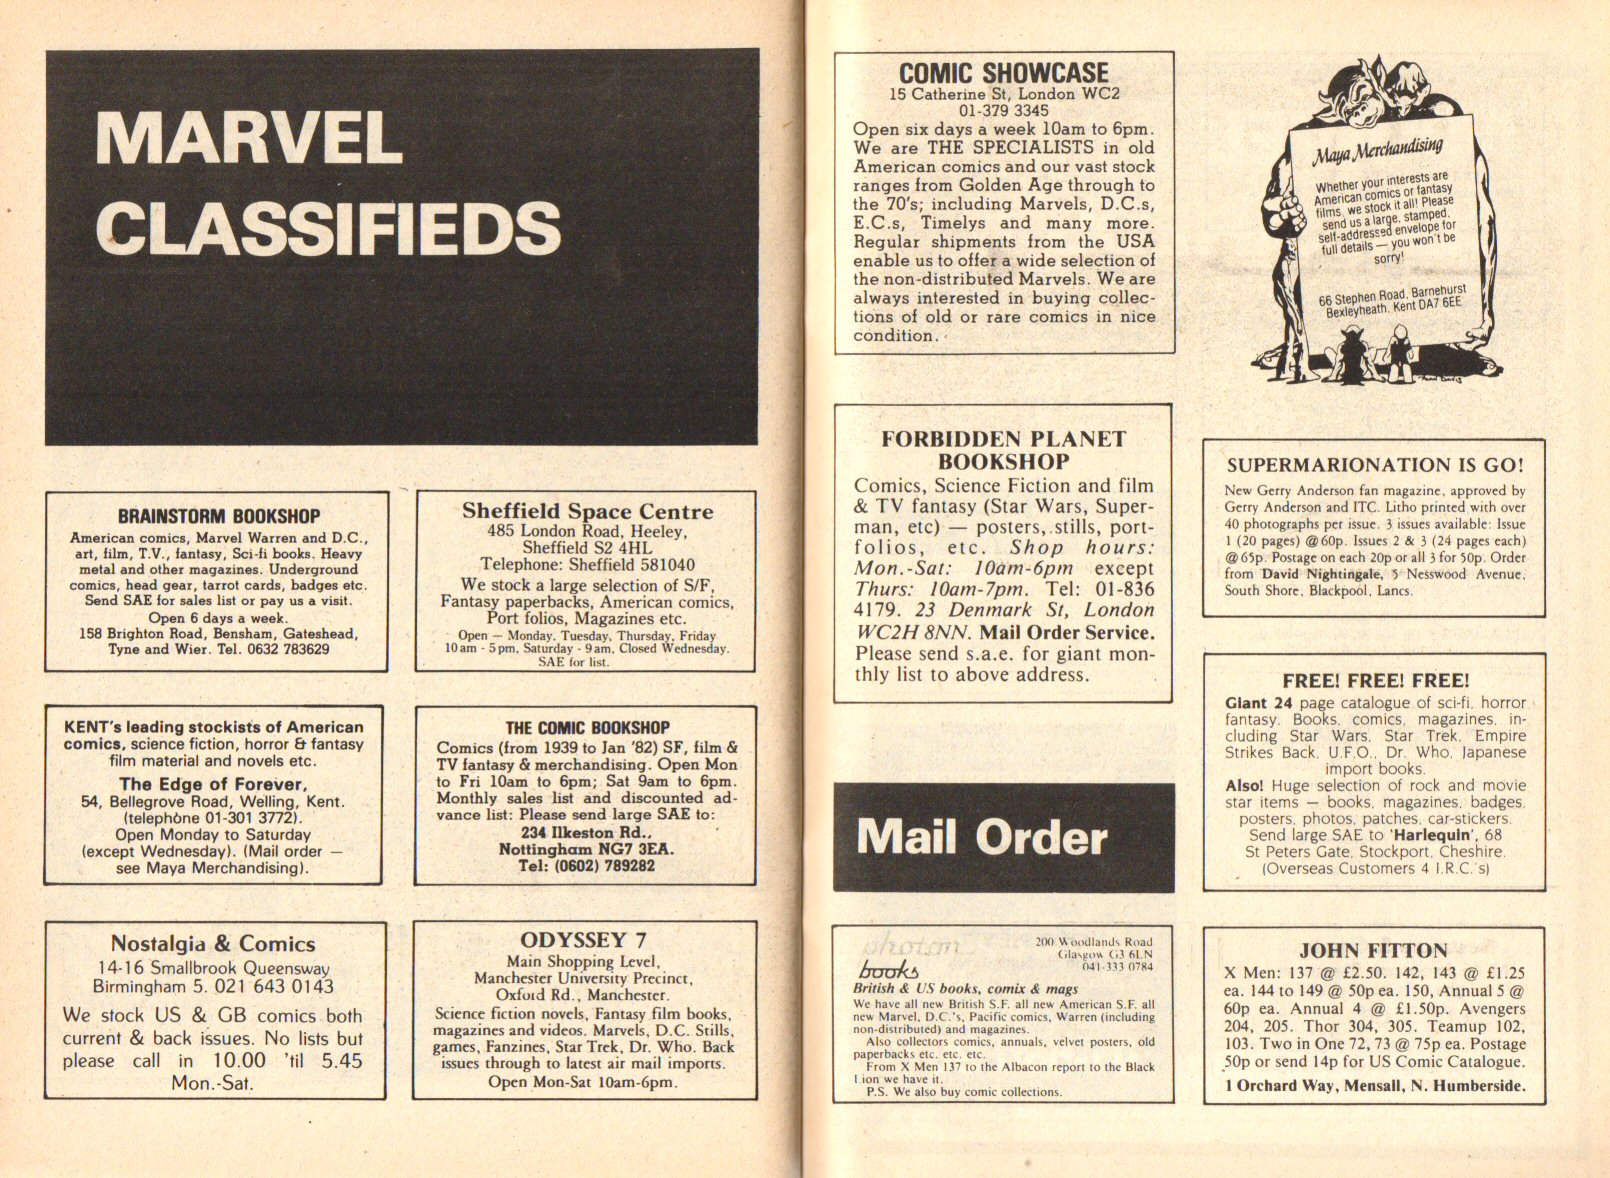 MARVEL
CLASSIFIEDS
BRAINSTORM BOOKSHOP
American comics, Marvel Warren and D.C.,
art, film, T.V., fantasy, Sci-fi books. Heavy
metal and other magazines. Underground
comics, head gear, tarrot cards, badges etc.
Send SAE for sales list or pay us a visit.
Open 6 days a week.
158 Brighton Road, Bensham, Gateshead,
Tyne and Wier. Tel. 0632 783629
Sheffield Space Centre
485 London Road, Heeley,
Sheffield S2 4HL
Telephone: Sheffield 581040
We stock a large selection of S/F,
Fantasy paperbacks, American comics,
Port folios, Magazines etc.
Open — Monday, Tuesday, Thursday, Friday
10 am - 5 pm, Saturday - 9 am, Closed Wednesday.
SAE for list.
KENT's leading stockists of American
comics, science fiction, horror & fantasy
film material and novels etc.
The Edge of Forever,
54, Bellegrove Road, Welling, Kent.
(telephone 01-301 3772).
Open Monday to Saturday
(except Wednesday). (Mail order —
see Maya Merchandising).
THE COMIC BOOKSHOP
Comics (from 1939 to Jan '82) SF, film &
TV fantasy & merchandising. Open Mon
to Fri 10am to 6pm; Sat 9am to 6pm.
Monthly sales list and discounted ad-
vance list: Please send large SAE to:
234 Ilkeston Rd.,
Nottingham NG7 3EA.
Tel: (0602) 789282
Nostalgia & Comics
14-16 Smallbrook Queensway
Birmingham 5. 021 643 0143
We stock US & GB comics both
current & back issues. No lists but
please call in 10.00 'til 5.45
Mon.-Sat.
ODYSSEY 7
Main Shopping Level,
Manchester University Precinct,
Oxford Rd., Manchester.
Science fiction novels, Fantasy film books,
magazines and videos. Marvels, D.C. Stills,
games, Fanzines, Star Trek, Dr. Who. Back
issues through to latest air mail imports.
Open Mon-Sat 10am-6pm.
COMIC SHOWCASE
15 Catherine St, London WC2
01-379 3345
Open six days a week 10am to 6pm.
We are THE SPECIALISTS in old
American comics and our vast stock
ranges from Golden Age through to
the 70's; including Marvels, D.C.s,
E.C.s, Timelys and many more.
Regular shipments from the USA
enable us to offer a wide selection of
the non-distributed Marvels. We are
always interested in buying collec-
tions of old or rare comics in nice
condition.
Maya Merchandising
Whether your interests are
American comics or fantasy
films, we stock it all! Please
send us a large, stamped,
self-addressed envelope for
full details — you won't be
sorry!
66 Stephen Road, Barnehurst
Bexleyheath, Kent DA7 6EE
Alan Davis
FORBIDDEN PLANET
BOOKSHOP
Comics, Science Fiction and film
& TV fantasy (Star Wars, Super-
man, etc) — posters, stills, port-
folios, etc. Shop hours:
Mon.-Sat: 10am-6pm except
Thurs: 10am-7pm. Tel: 01-836
4179. 23 Denmark St, London
WC2H 8NN. Mail Order Service.
Please send s.a.e. for giant mon-
thly list to above address.
SUPERMARIONATION IS GO!
New Gerry Anderson fan magazine, approved by
Gerry Anderson and ITC. Litho printed with over
40 photographs per issue. 3 issues available: Issue
1 (20 pages) @ 60p. Issues 2 & 3 (24 pages each)
@ 65p. Postage on each 20p or all 3 for 50p. Order
from David Nightingale, 5 Nesswood Avenue,
South Shore, Blackpool, Lancs.
FREE! FREE! FREE!
Giant 24 page catalogue of sci-fi, horror
fantasy. Books, comics, magazines, in-
cluding Star Wars, Star Trek, Empire
Strikes Back, U.F.O., Dr. Who, Japanese
import books.
Also! Huge selection of rock and movie
star items — books, magazines, badges,
posters, photos, patches, car-stickers.
Send large SAE to 'Harlequin', 68
St Peters Gate, Stockport, Cheshire.
(Overseas Customers 4 I.R.C.'s)
Mail Order
photon
books
200 Woodlands Road
Glasgow G3 6LN
041-333 0784
British & US books, comix & mags
We have all new British S.F. all new American S.F. all
new Marvel, D.C.'s, Pacific comics, Warren (including
non-distributed) and magazines.
Also collectors comics, annuals, velvet posters, old
paperbacks etc. etc. etc.
From X Men 137 to the Albacon report to the Black
Lion we have it.
P.S. We also buy comic collections.
JOHN FITTON
X Men: 137 @ £2.50. 142, 143 @ £1.25
ea. 144 to 149 @ 50p ea. 150, Annual 5 @
60p ea. Annual 4 @ £1.50p. Avengers
204, 205. Thor 304, 305. Teamup 102,
103. Two in One 72, 73 @ 75p ea. Postage
50p or send 14p for US Comic Catalogue.
1 Orchard Way, Mensall, N. Humberside.